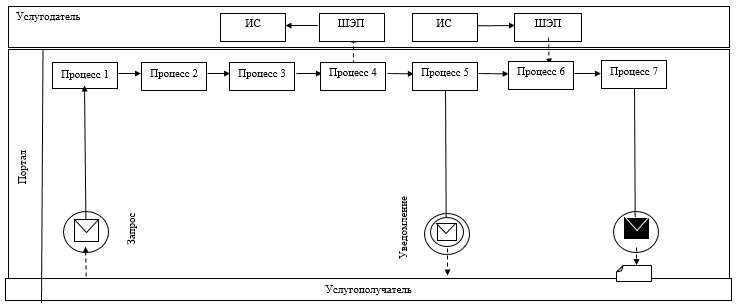 Услугодатель
ИС
ШЭП
ИС
ШЭП
Процесс 1
Процесс 2
Процесс 3
Процесс 4
Процесс 5
Процесс 6
Процесс 7
Портал
Запрос
Уведомление
Услугополучатель